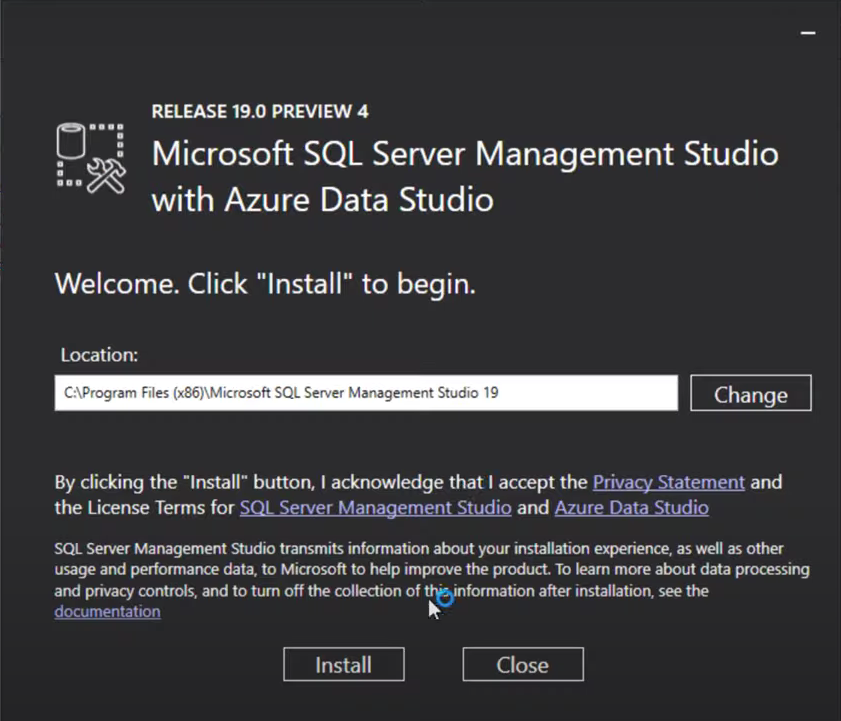 RELEASE 19.0 PREVIEW 4
Microsoft SQL Server Management Studio
with Azure Data Studio
Welcome. Click "Install" to begin.
Location:
C:\Program Files (x86)\Microsoft SQL Server Management Studio 19
Change
By clicking the "Install" button, I acknowledge that I accept the Privacy Statement and
the License Terms for SQL Server Management Studio and Azure Data Studio
SQL Server Management Studio transmits information about your installation experience, as well as other
usage and performance data, to Microsoft to help improve the product. To learn more about data processing
and privacy controls, and to turn off the collection of this information after installation, see the
documentation
Install
Close